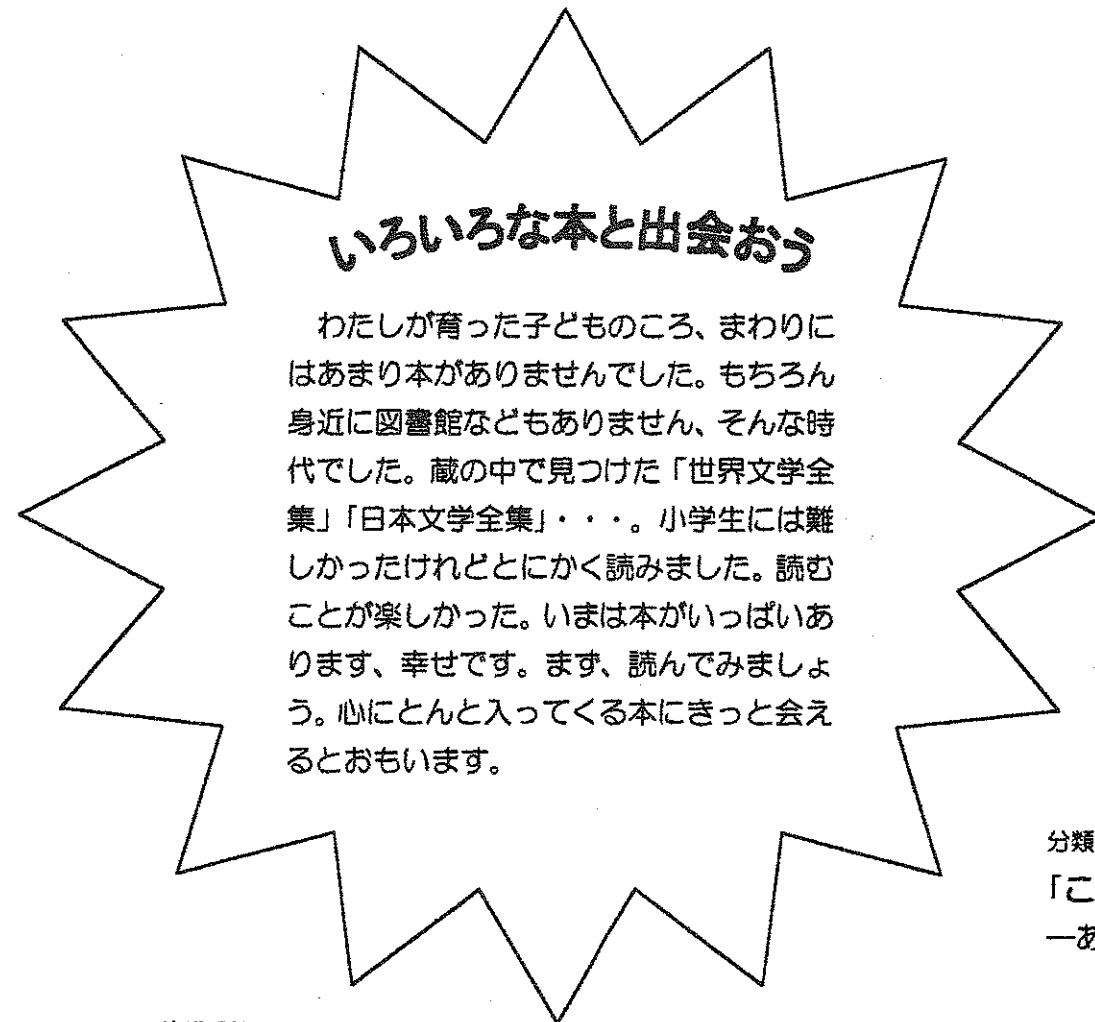 いろいろな本と出会おう
わたしが育った子どものころ、まわりに
はあまり本がありませんでした。もちろん
身近に図書館などもありません、そんな時
代でした。蔵の中で見つけた「世界文学全
集」「日本文学全集」・・・。小学生には難
しかったけれどとにかく読みました。読む
ことが楽しかった。いまは本がいっぱいあ
ります、幸せです。まず、読んでみましょ
う。心にとんと入ってくる本にきっと会え
るとおもいます。
分類
「こ
―あ